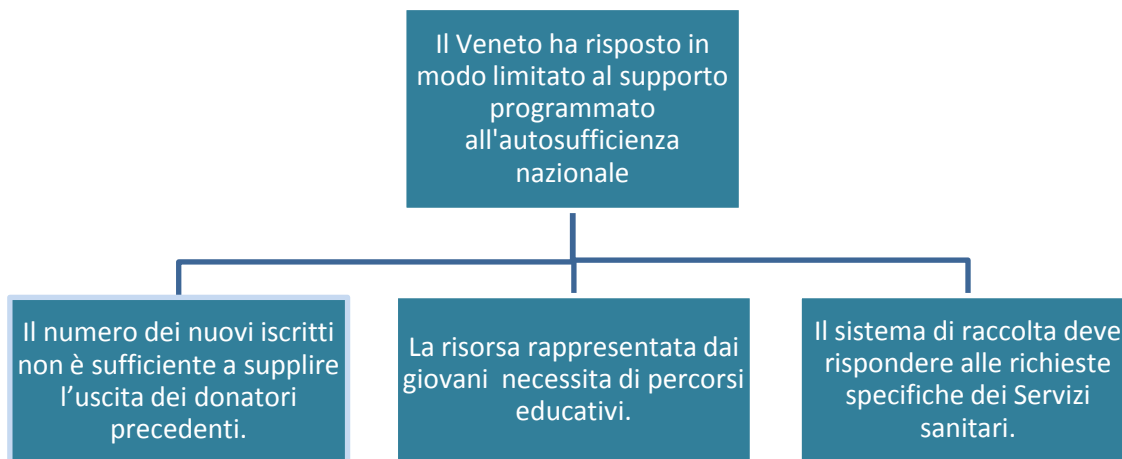 Il Veneto ha risposto in
modo limitato al supporto
programmato
all'autosufficienza
nazionale
Il numero dei nuovi iscritti
non è sufficiente a supplire
l’uscita dei donatori
precedenti.
La risorsa rappresentata dai
giovani necessita di percorsi
educativi.
Il sistema di raccolta deve
rispondere alle richieste
specifiche dei Servizi
sanitari.